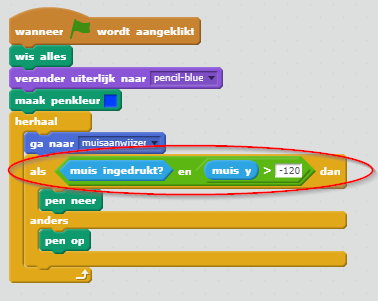 wanneer wordt aangeklikt
wis alles
verander uiterlijk naar pencil-blue
maak penkleur
herhaal
ga naar muisaanwijzer
als muis ingedrukt? en muis y > -120 dan
pen neer
anders
pen op